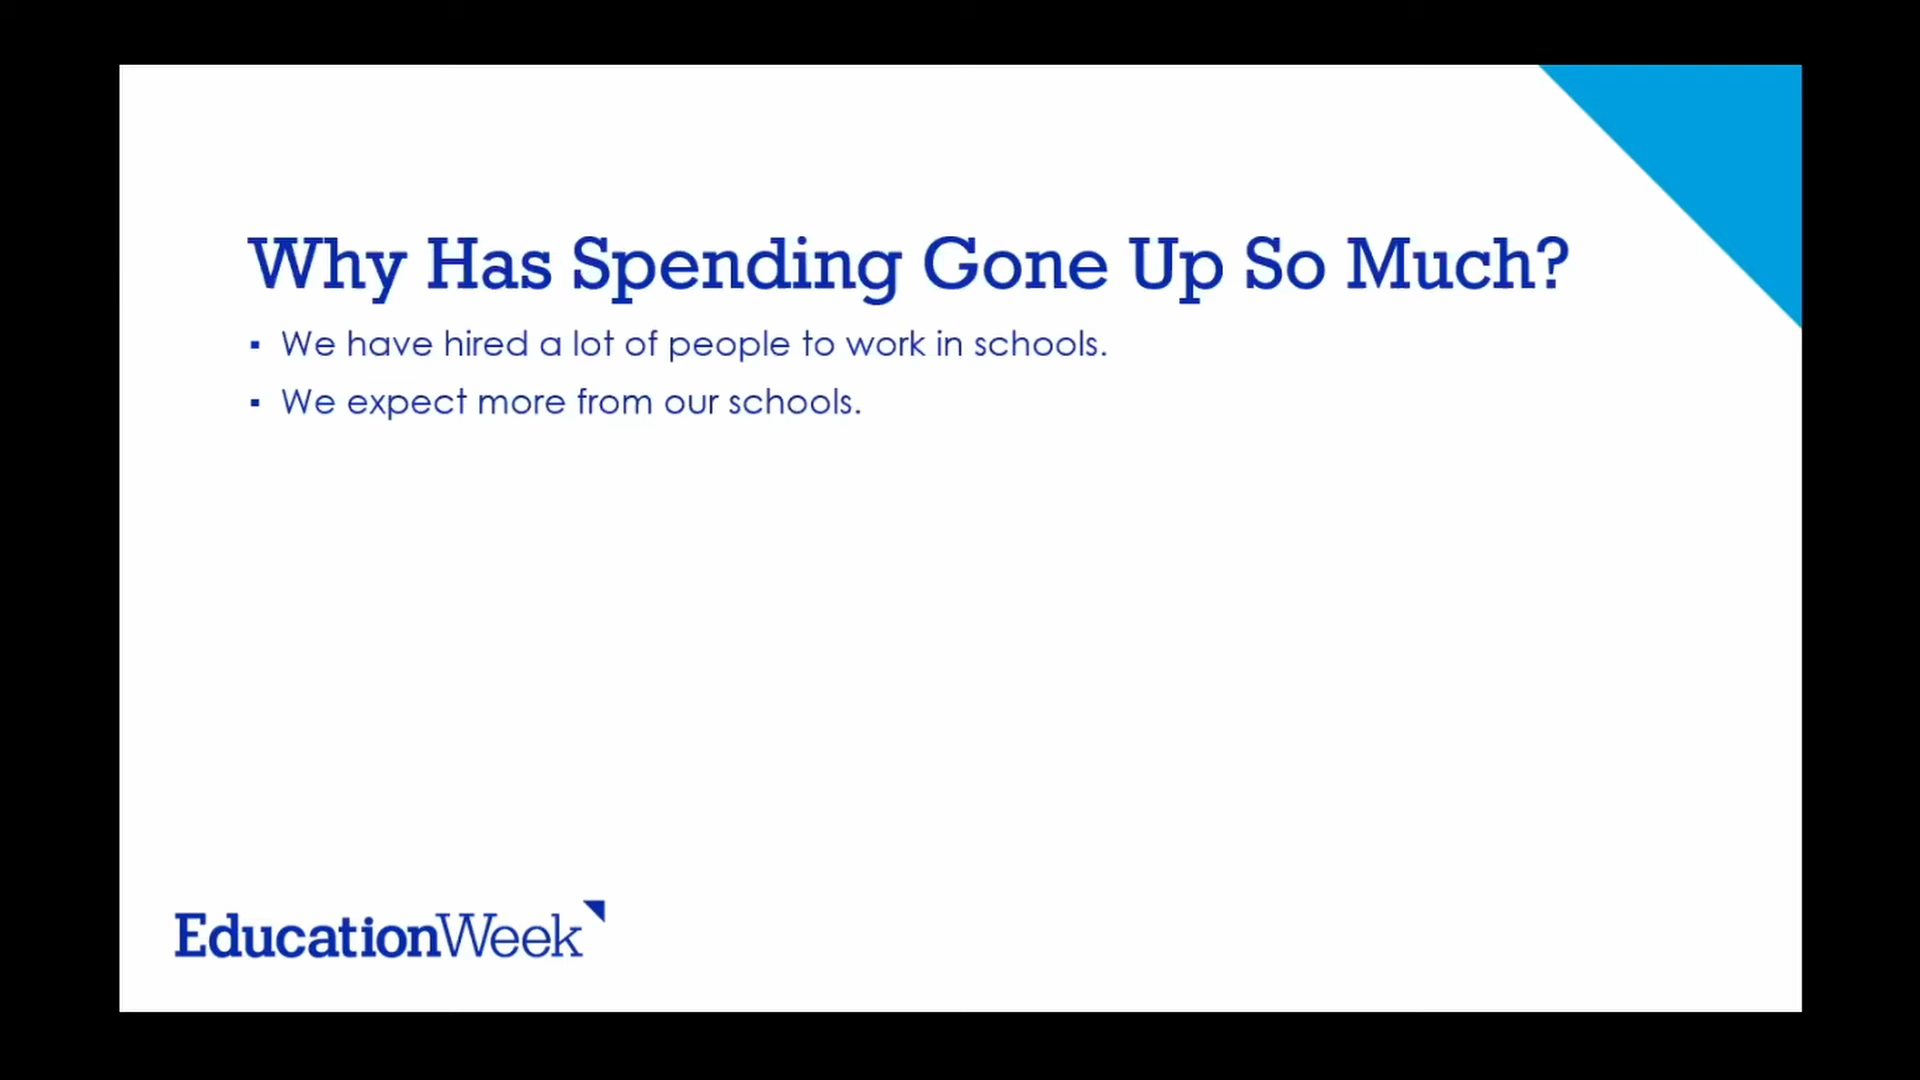 Why Has Spending Gone Up So Much?
▪ We have hired a lot of people to work in schools.
▪ We expect more from our schools.
EducationWeek